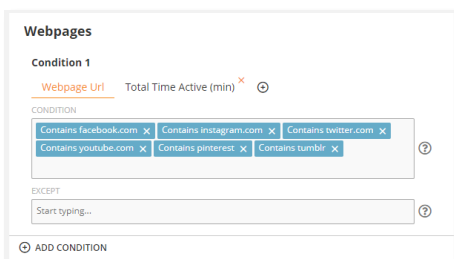 Webpages
Condition 1
Webpage Url Total Time Active (min)
CONDITION
Contains facebook.com Contains instagram.com Contains twitter.com
Contains youtube.com Contains pinterest Contains tumblr
EXCEPT
Start typing...
ADD CONDITION